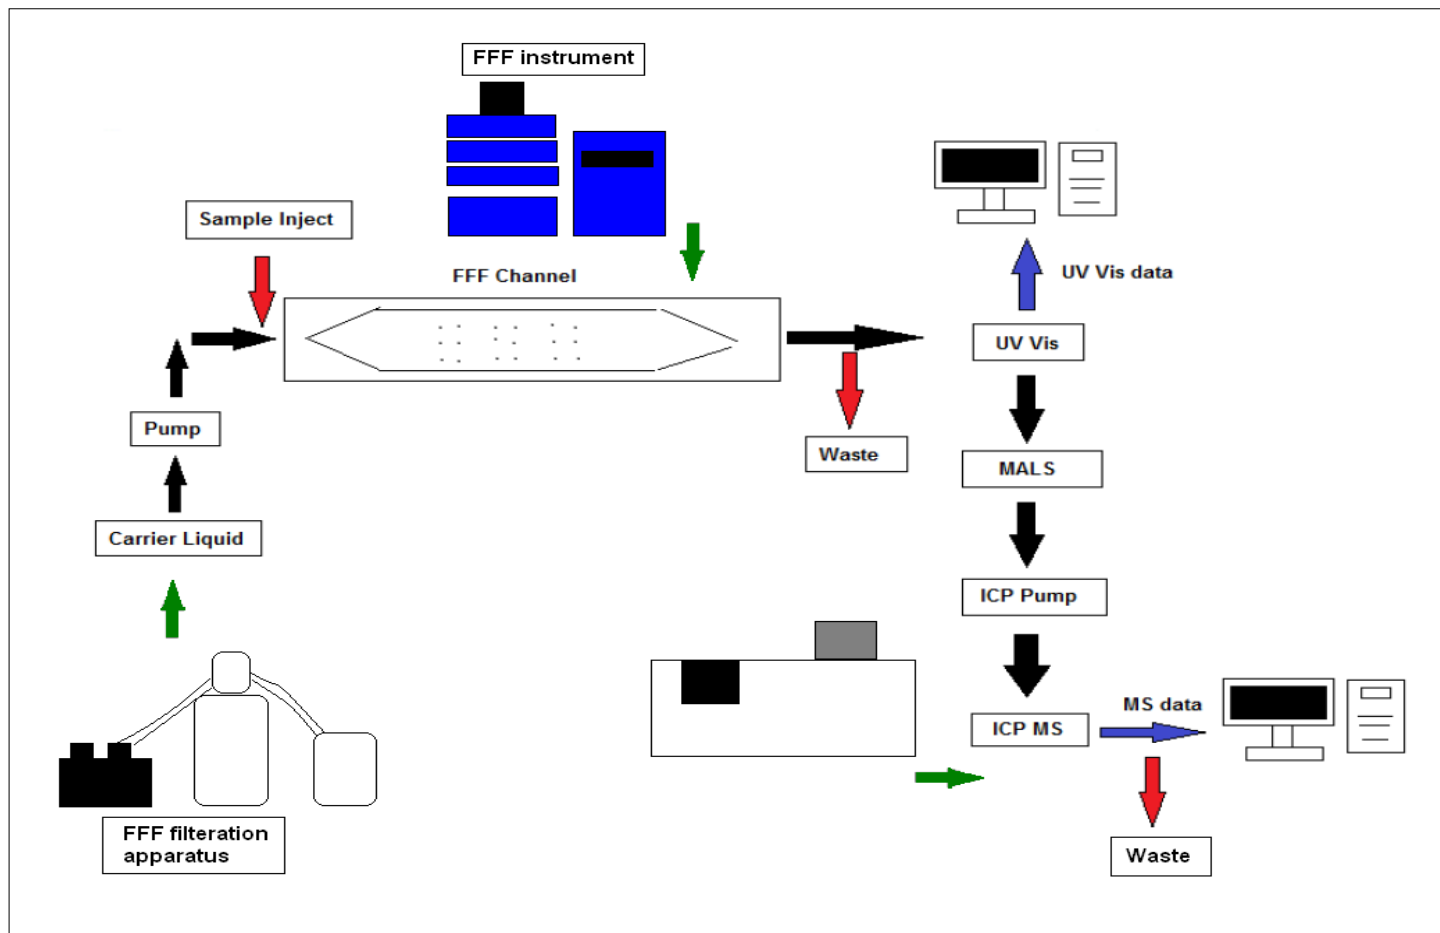 FFF instrument
Sample Inject
FFF Channel
UV Vis data
UV Vis
Pump
Waste
MALS
Carrier Liquid
ICP Pump
MS data
ICP MS
FFF filteration
apparatus
Waste